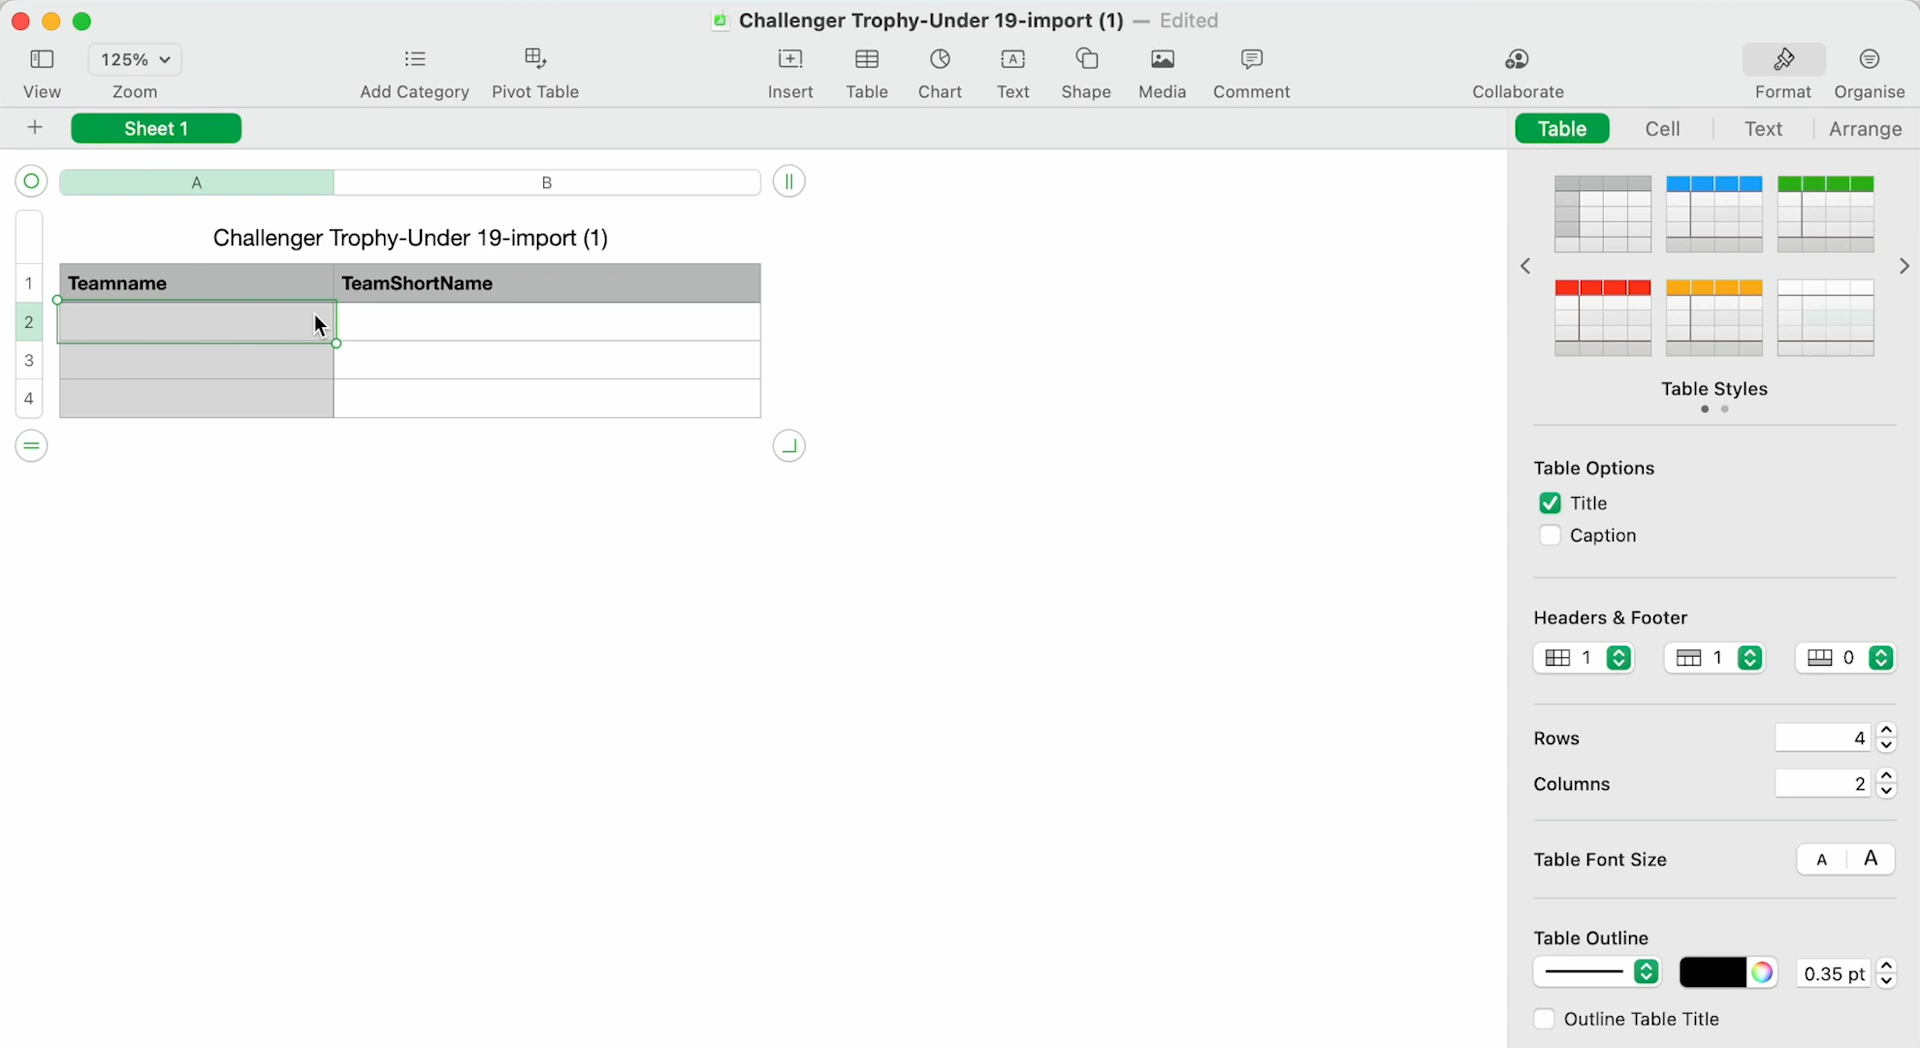 Challenger Trophy-Under 19-import (1) — Edited
125%
View Zoom Add Category Pivot Table Insert Table Chart Text Shape Media Comment Collaborate Format Organise
+ Sheet 1 Table Cell Text Arrange
A B
Challenger Trophy-Under 19-import (1)
1 Teamname TeamShortName
2
3
4
Table Styles
Table Options
Title
Caption
Headers & Footer
1 1 0
Rows 4
Columns 2
Table Font Size A A
Table Outline
0.35 pt
Outline Table Title